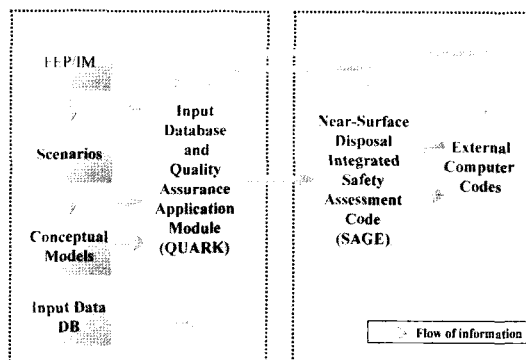 FEP/IM
Scenarios
Conceptual
Models
Input Data
DB
Input
Database
and
Quality
Assurance
Application
Module
(QUARK)
Near-Surface
Disposal
Integrated
Safety
Assessment
Code
(SAGE)
External
Computer
Codes
Flow of information